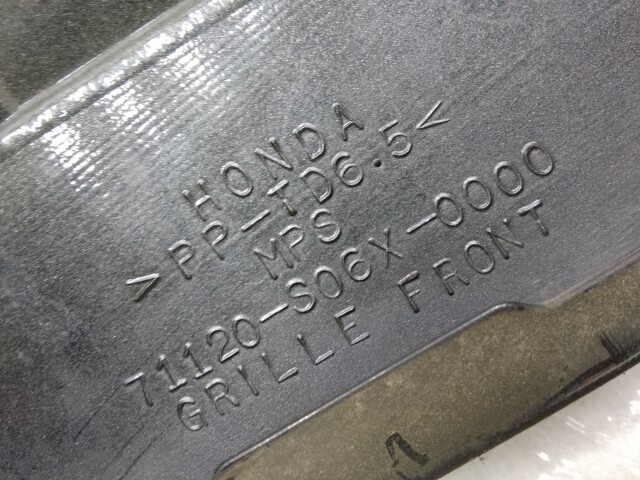 HONDA
>PP-TD6.5<
MPS
71120-S06X-0000
GRILLE FRONT